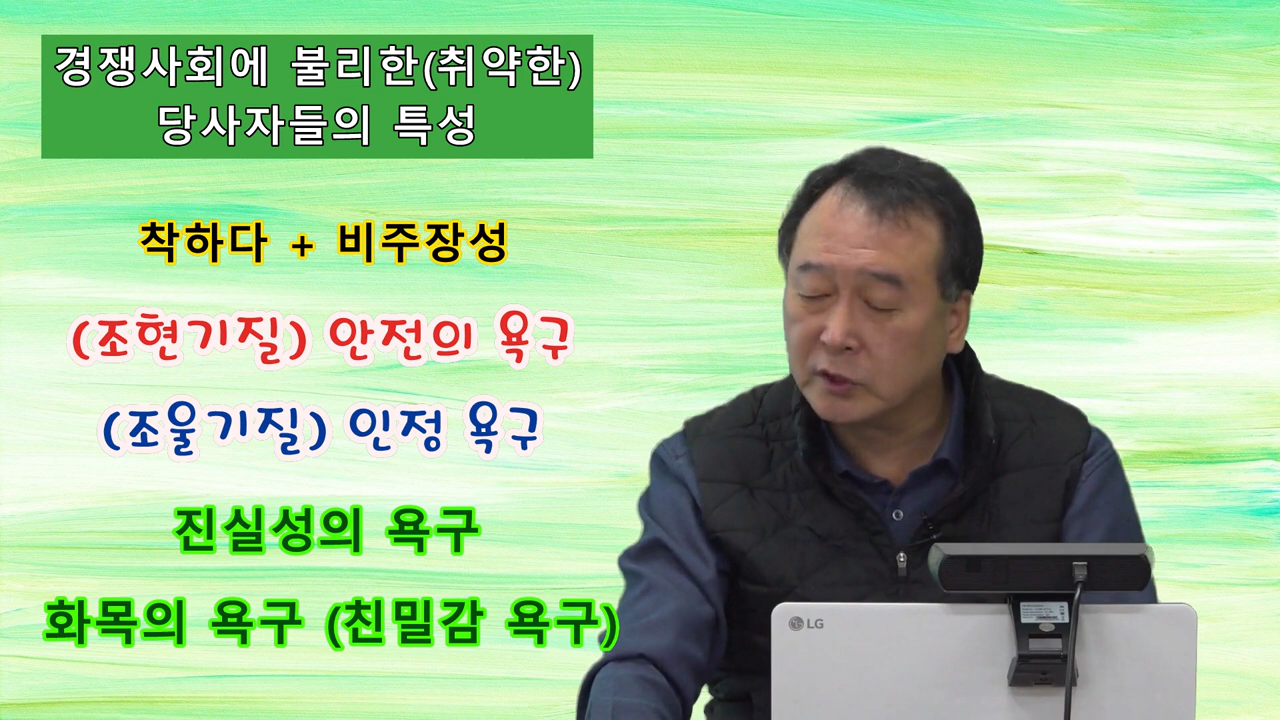 경쟁사회에 불리한(취약한)
당사자들의 특성
착하다 + 비주장성
(조현기질) 안전의 욕구
(조울기질) 인정 욕구
진실성의 욕구
화목의 욕구 (친밀감 욕구)
LG